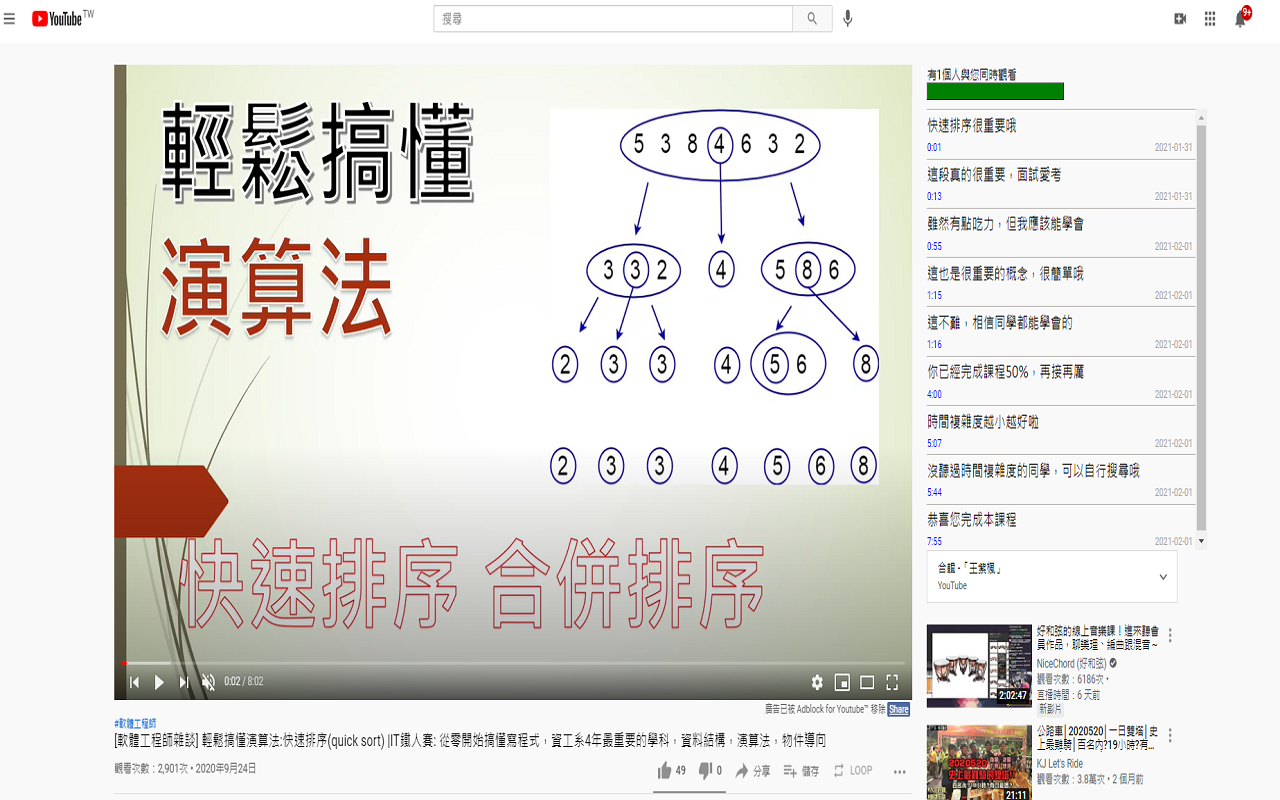 YouTube TW
搜尋
9+
輕鬆搞懂
演算法
5 3 8 4 6 3 2
3 3 2
4
5 8 6
2 3 3 4 5 6 8
2 3 3 4 5 6 8
快速排序 合併排序
0:02 / 8:02
廣告已被 Adblock for Youtube™ 移除 Share
#軟體工程師
[軟體工程師雜談] 輕鬆搞懂演算法:快速排序(quick sort) |IT鐵人賽: 從零開始搞懂寫程式，資工系4年最重要的學科，資料結構，演算法，物件導向
觀看次數：2,901次 • 2020年9月24日
49
0
分享
儲存
LOOP
有1個人與您同時觀看
快速排序很重要哦
0:01 2021-01-31
這段真的很重要，面試愛考
0:13 2021-01-31
雖然有點吃力，但我應該能學會
0:55 2021-02-01
這也是很重要的概念，很簡單哦
1:15 2021-02-01
這不難，相信同學都能學會的
1:16 2021-02-01
你已經完成課程50%，再接再厲
4:00 2021-02-01
時間複雜度越小越好啦
5:07 2021-02-01
沒聽過時間複雜度的同學，可以自行搜尋哦
5:44 2021-02-01
恭喜您完成本課程
7:55 2021-02-01
合輯 -「王紫楓」
YouTube
2:02:47
好和弦的線上音樂課！進來聽會
員作品，聊樂理、編曲跟混音～
NiceChord (好和弦)
觀看次數：6186次 •
直播時間：6 天前
新影片
21:11
公路車│2020520│一日雙塔│史
上最難騎│百名內?19小時?有...
KJ Let's Ride
觀看次數：3.8萬次 • 2 個月前